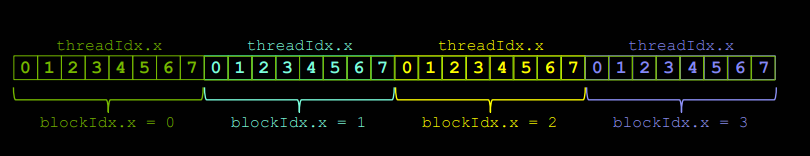 threadIdx.x threadIdx.x threadIdx.x threadIdx.x
0 1 2 3 4 5 6 7 0 1 2 3 4 5 6 7 0 1 2 3 4 5 6 7 0 1 2 3 4 5 6 7
blockIdx.x = 0 blockIdx.x = 1 blockIdx.x = 2 blockIdx.x = 3